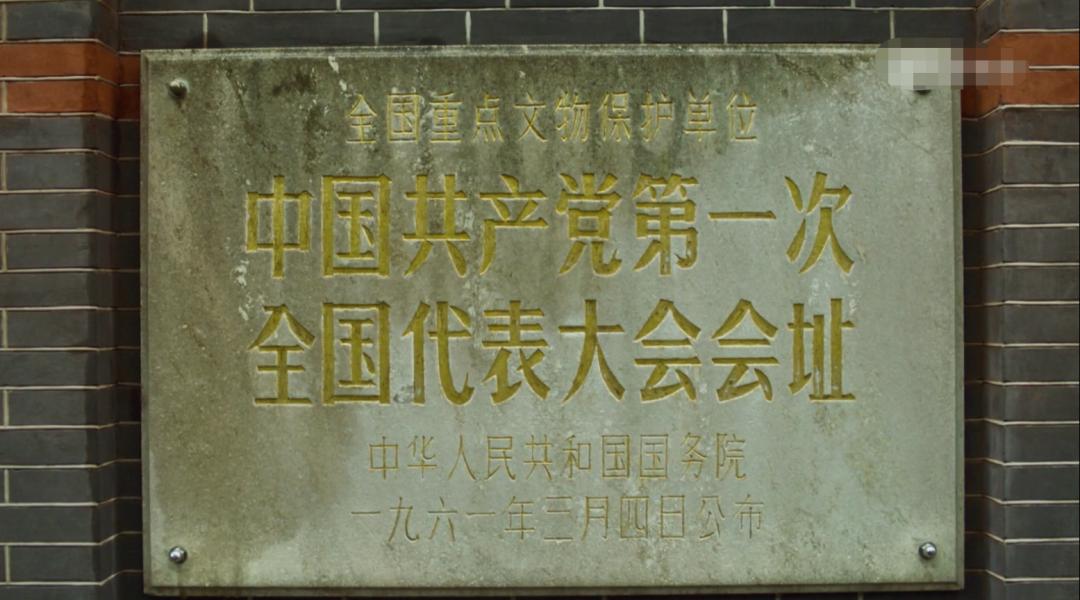 全国重点文物保护单位
中国共产党第一次
全国代表大会会址
中华人民共和国国务院
一九六一年三月四日公布